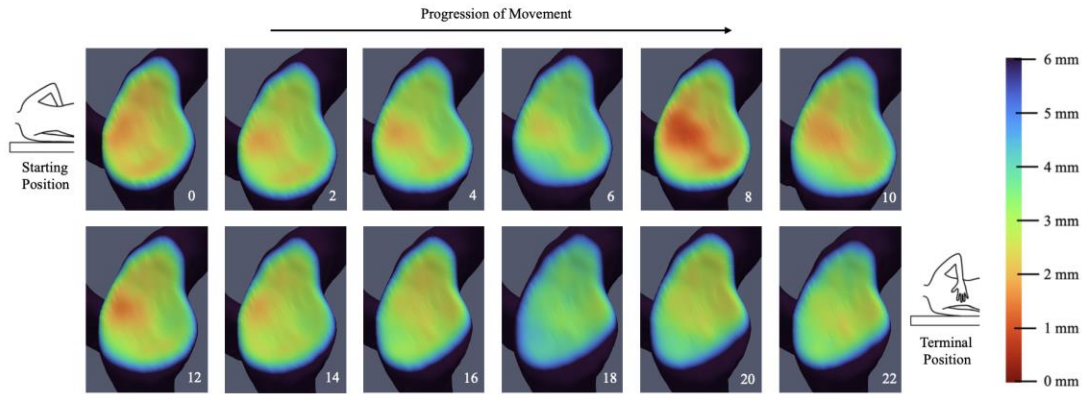 Progression of Movement
Starting
Position
0
2
4
6
8
10
12
14
16
18
20
22
Terminal
Position
6 mm
5 mm
4 mm
3 mm
2 mm
1 mm
0 mm